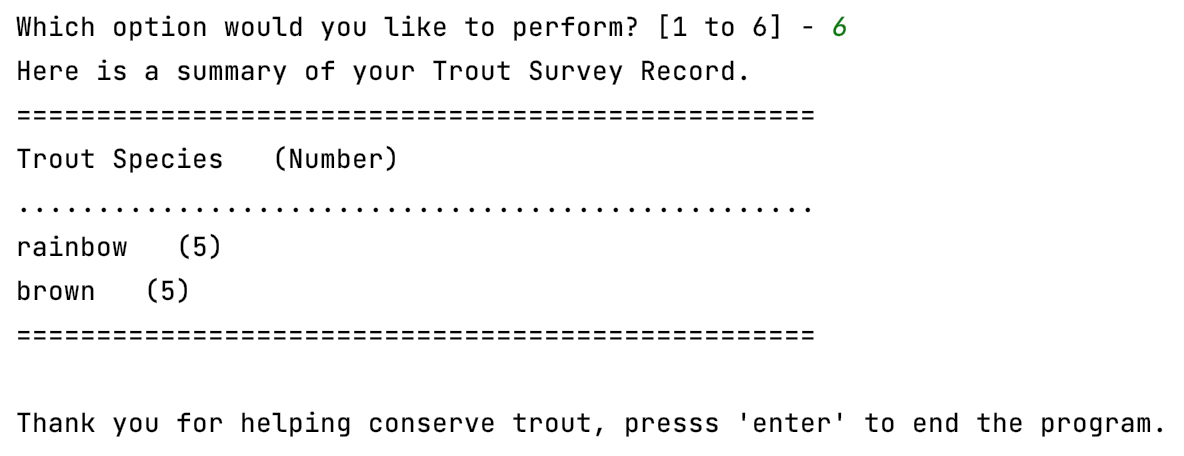 Which option would you like to perform? [1 to 6] - 6
Here is a summary of your Trout Survey Record.
==================================================
Trout Species   (Number)
..................................................
rainbow   (5)
brown   (5)
==================================================
Thank you for helping conserve trout, presss 'enter' to end the program.